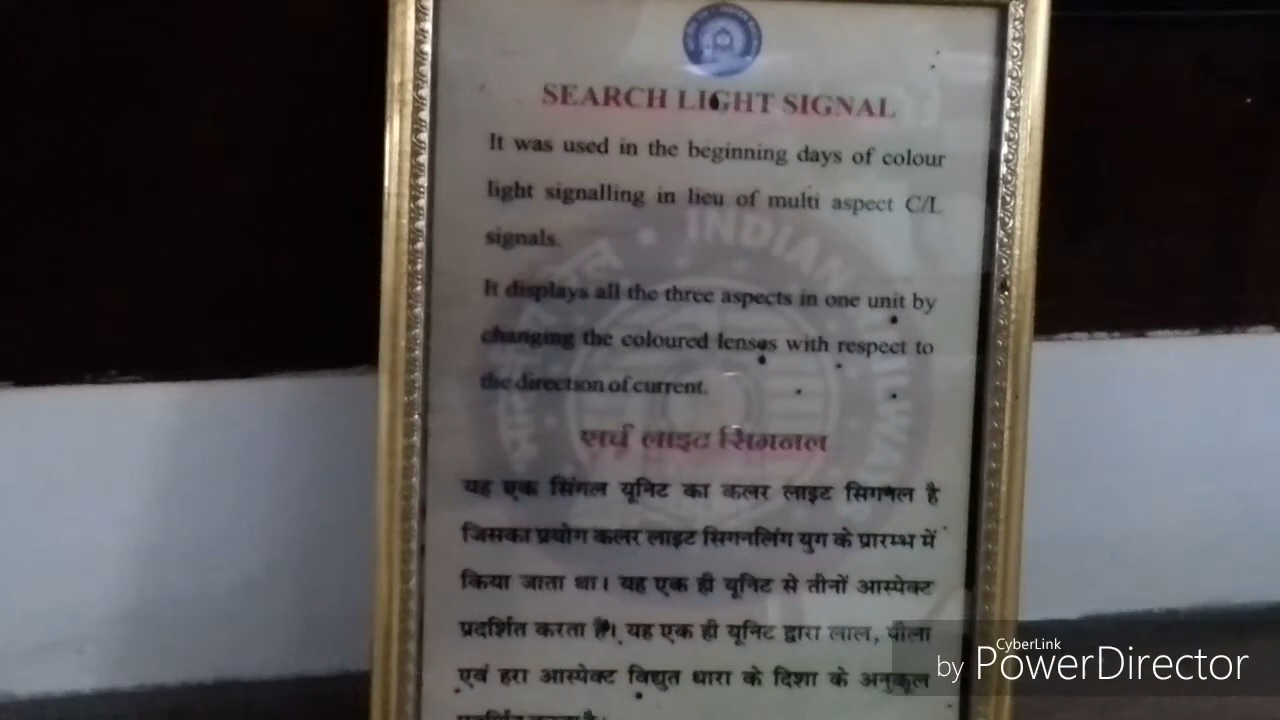 SEARCH LIGHT SIGNAL
It was used in the beginning days of colour
light signalling in lieu of multi aspect C/L
signals.
It displays all the three aspects in one unit by
changing the coloured lenses with respect to
the direction of current.
सर्च लाइट सिगनल
यह एक सिंगल यूनिट का कलर लाइट सिगनल है
जिसका प्रयोग कलर लाइट सिगनलिंग युग के प्रारम्भ में
किया जाता था। यह एक ही यूनिट से तीनों आस्पेक्ट
प्रदर्शित करता है। यह एक ही यूनिट द्वारा लाल, पीला
एवं हरा आस्पेक्ट विद्युत धारा के दिशा के अनुकूल
INDIAN RAILWAYS
CyberLink
by PowerDirector